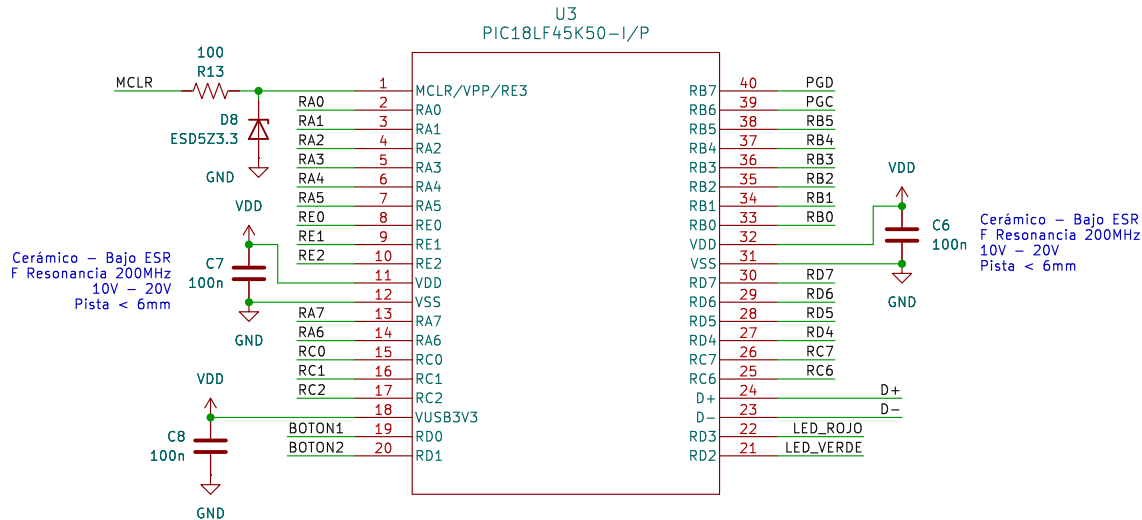 U3
PIC18LF45K50-I/P
100
R13
MCLR
D8
ESD5Z3.3
GND
1 MCLR/VPP/RE3
RA0 2 RA0
RA1 3 RA1
RA2 4 RA2
RA3 5 RA3
RA4 6 RA4
RA5 7 RA5
RE0 8 RE0
RE1 9 RE1
RE2 10 RE2
11 VDD
12 VSS
RA7 13 RA7
RA6 14 RA6
RC0 15 RC0
RC1 16 RC1
RC2 17 RC2
18 VUSB3V3
BOTON1 19 RD0
BOTON2 20 RD1
VDD
Cerámico - Bajo ESR
F Resonancia 200MHz
10V - 20V
Pista < 6mm
C7
100n
GND
VDD
C8
100n
GND
RB7 40 PGD
RB6 39 PGC
RB5 38 RB5
RB4 37 RB4
RB3 36 RB3
RB2 35 RB2
RB1 34 RB1
RB0 33 RB0
VDD 32
VSS 31
RD7 30 RD7
RD6 29 RD6
RD5 28 RD5
RD4 27 RD4
RC7 26 RC7
RC6 25 RC6
D+ 24 D+
D- 23 D-
RD3 22 LED_ROJO
RD2 21 LED_VERDE
VDD
C6
100n
GND
Cerámico - Bajo ESR
F Resonancia 200MHz
10V - 20V
Pista < 6mm